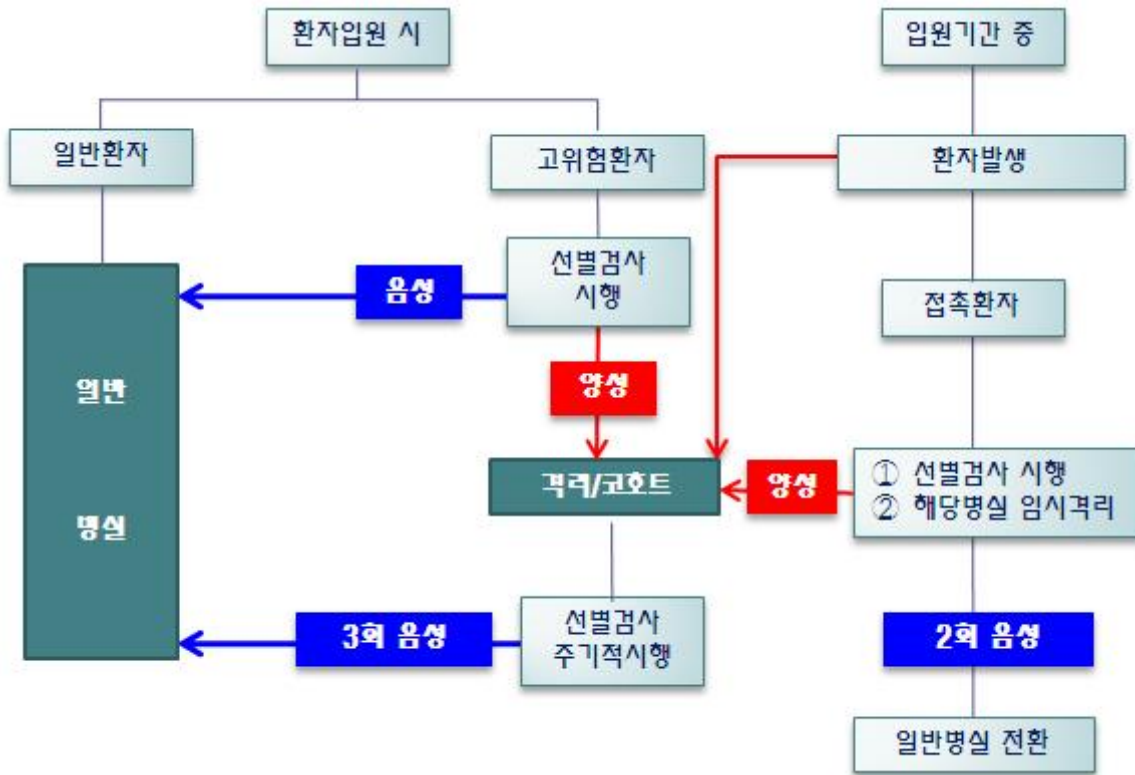 환자입원 시
입원기간 중
일반환자
고위험환자
환자발생
선별검사
시행
음성
접촉환자
양성
일반
병실
격리/코호트
양성
① 선별검사 시행
② 해당병실 임시격리
3회 음성
선별검사
주기적시행
2회 음성
일반병실 전환